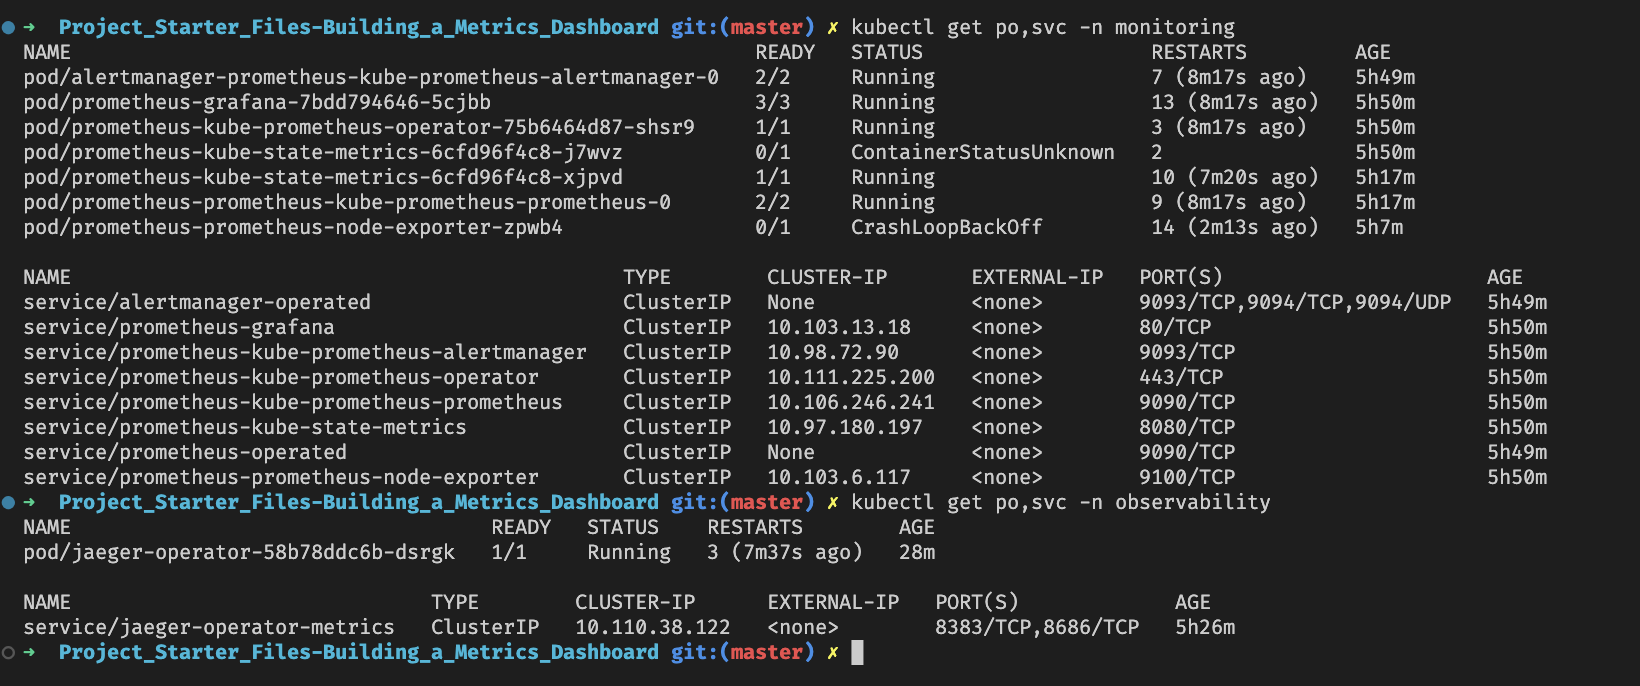 ➜  Project_Starter_Files-Building_a_Metrics_Dashboard git:(master) ✗ kubectl get po,svc -n monitoring
NAME                                                         READY   STATUS                   RESTARTS         AGE
pod/alertmanager-prometheus-kube-prometheus-alertmanager-0   2/2     Running                  7 (8m17s ago)    5h49m
pod/prometheus-grafana-7bdd794646-5cjbb                      3/3     Running                  13 (8m17s ago)   5h50m
pod/prometheus-kube-prometheus-operator-75b6464d87-shsr9     1/1     Running                  3 (8m17s ago)    5h50m
pod/prometheus-kube-state-metrics-6cfd96f4c8-j7wvz           0/1     ContainerStatusUnknown   2                5h50m
pod/prometheus-kube-state-metrics-6cfd96f4c8-xjpvd           1/1     Running                  10 (7m20s ago)   5h17m
pod/prometheus-prometheus-kube-prometheus-prometheus-0       2/2     Running                  9 (8m17s ago)    5h17m
pod/prometheus-prometheus-node-exporter-zpwb4                0/1     CrashLoopBackOff         14 (2m13s ago)   5h7m

NAME                                              TYPE        CLUSTER-IP       EXTERNAL-IP   PORT(S)                      AGE
service/alertmanager-operated                     ClusterIP   None             <none>        9093/TCP,9094/TCP,9094/UDP   5h49m
service/prometheus-grafana                        ClusterIP   10.103.13.18     <none>        80/TCP                       5h50m
service/prometheus-kube-prometheus-alertmanager   ClusterIP   10.98.72.90      <none>        9093/TCP                     5h50m
service/prometheus-kube-prometheus-operator       ClusterIP   10.111.225.200   <none>        443/TCP                      5h50m
service/prometheus-kube-prometheus-prometheus     ClusterIP   10.106.246.241   <none>        9090/TCP                     5h50m
service/prometheus-kube-state-metrics             ClusterIP   10.97.180.197    <none>        8080/TCP                     5h50m
service/prometheus-operated                       ClusterIP   None             <none>        9090/TCP                     5h49m
service/prometheus-prometheus-node-exporter       ClusterIP   10.103.6.117     <none>        9100/TCP                     5h50m
➜  Project_Starter_Files-Building_a_Metrics_Dashboard git:(master) ✗ kubectl get po,svc -n observability
NAME                                   READY   STATUS    RESTARTS        AGE
pod/jaeger-operator-58b78ddc6b-dsrgk   1/1     Running   3 (7m37s ago)   28m

NAME                              TYPE        CLUSTER-IP      EXTERNAL-IP   PORT(S)             AGE
service/jaeger-operator-metrics   ClusterIP   10.110.38.122   <none>        8383/TCP,8686/TCP   5h26m
➜  Project_Starter_Files-Building_a_Metrics_Dashboard git:(master) ✗